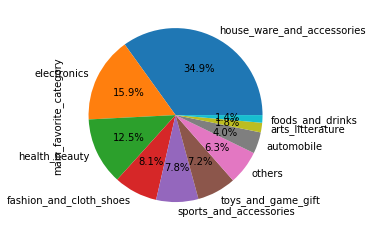 house_ware_and_accessories
34.9%
electronics
15.9%
main_favorite_category
health_beauty
12.5%
fashion_and_cloth_shoes
8.1%
sports_and_accessories
7.8%
toys_and_game_gift
7.2%
others
6.3%
automobile
4.0%
arts_litterature
1.8%
foods_and_drinks
1.4%